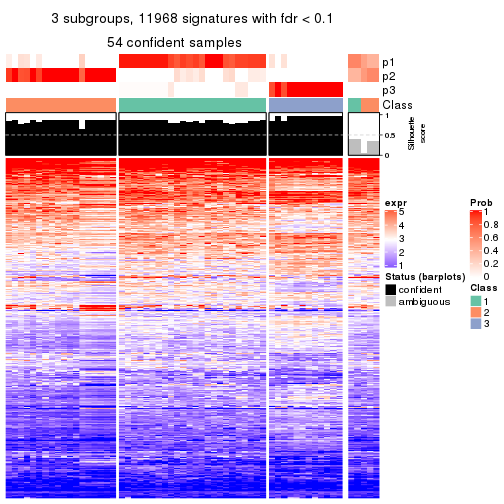 3 subgroups, 11968 signatures with fdr < 0.1
54 confident samples
p1
p2
p3
Class
1
0.5
0
Silhouette
score
expr
5
4
3
2
1
Status (barplots)
confident
ambiguous
Prob
1
0.8
0.6
0.4
0.2
0
Class
1
2
3